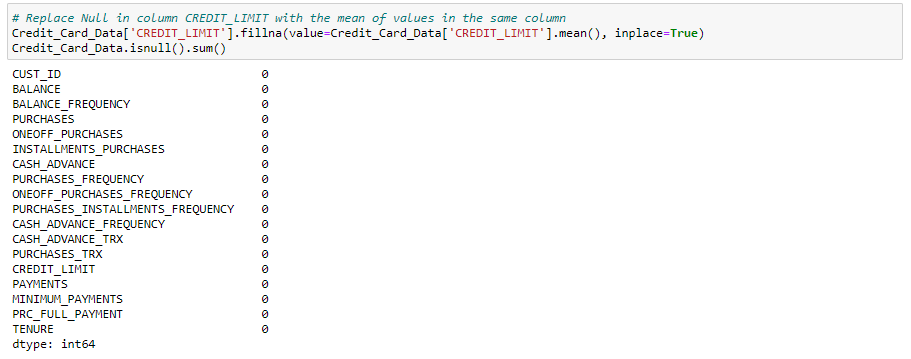 # Replace Null in column CREDIT_LIMIT with the mean of values in the same column
Credit_Card_Data['CREDIT_LIMIT'].fillna(value=Credit_Card_Data['CREDIT_LIMIT'].mean(), inplace=True)
Credit_Card_Data.isnull().sum()
CUST_ID 0
BALANCE 0
BALANCE_FREQUENCY 0
PURCHASES 0
ONEOFF_PURCHASES 0
INSTALLMENTS_PURCHASES 0
CASH_ADVANCE 0
PURCHASES_FREQUENCY 0
ONEOFF_PURCHASES_FREQUENCY 0
PURCHASES_INSTALLMENTS_FREQUENCY 0
CASH_ADVANCE_FREQUENCY 0
CASH_ADVANCE_TRX 0
PURCHASES_TRX 0
CREDIT_LIMIT 0
PAYMENTS 0
MINIMUM_PAYMENTS 0
PRC_FULL_PAYMENT 0
TENURE 0
dtype: int64